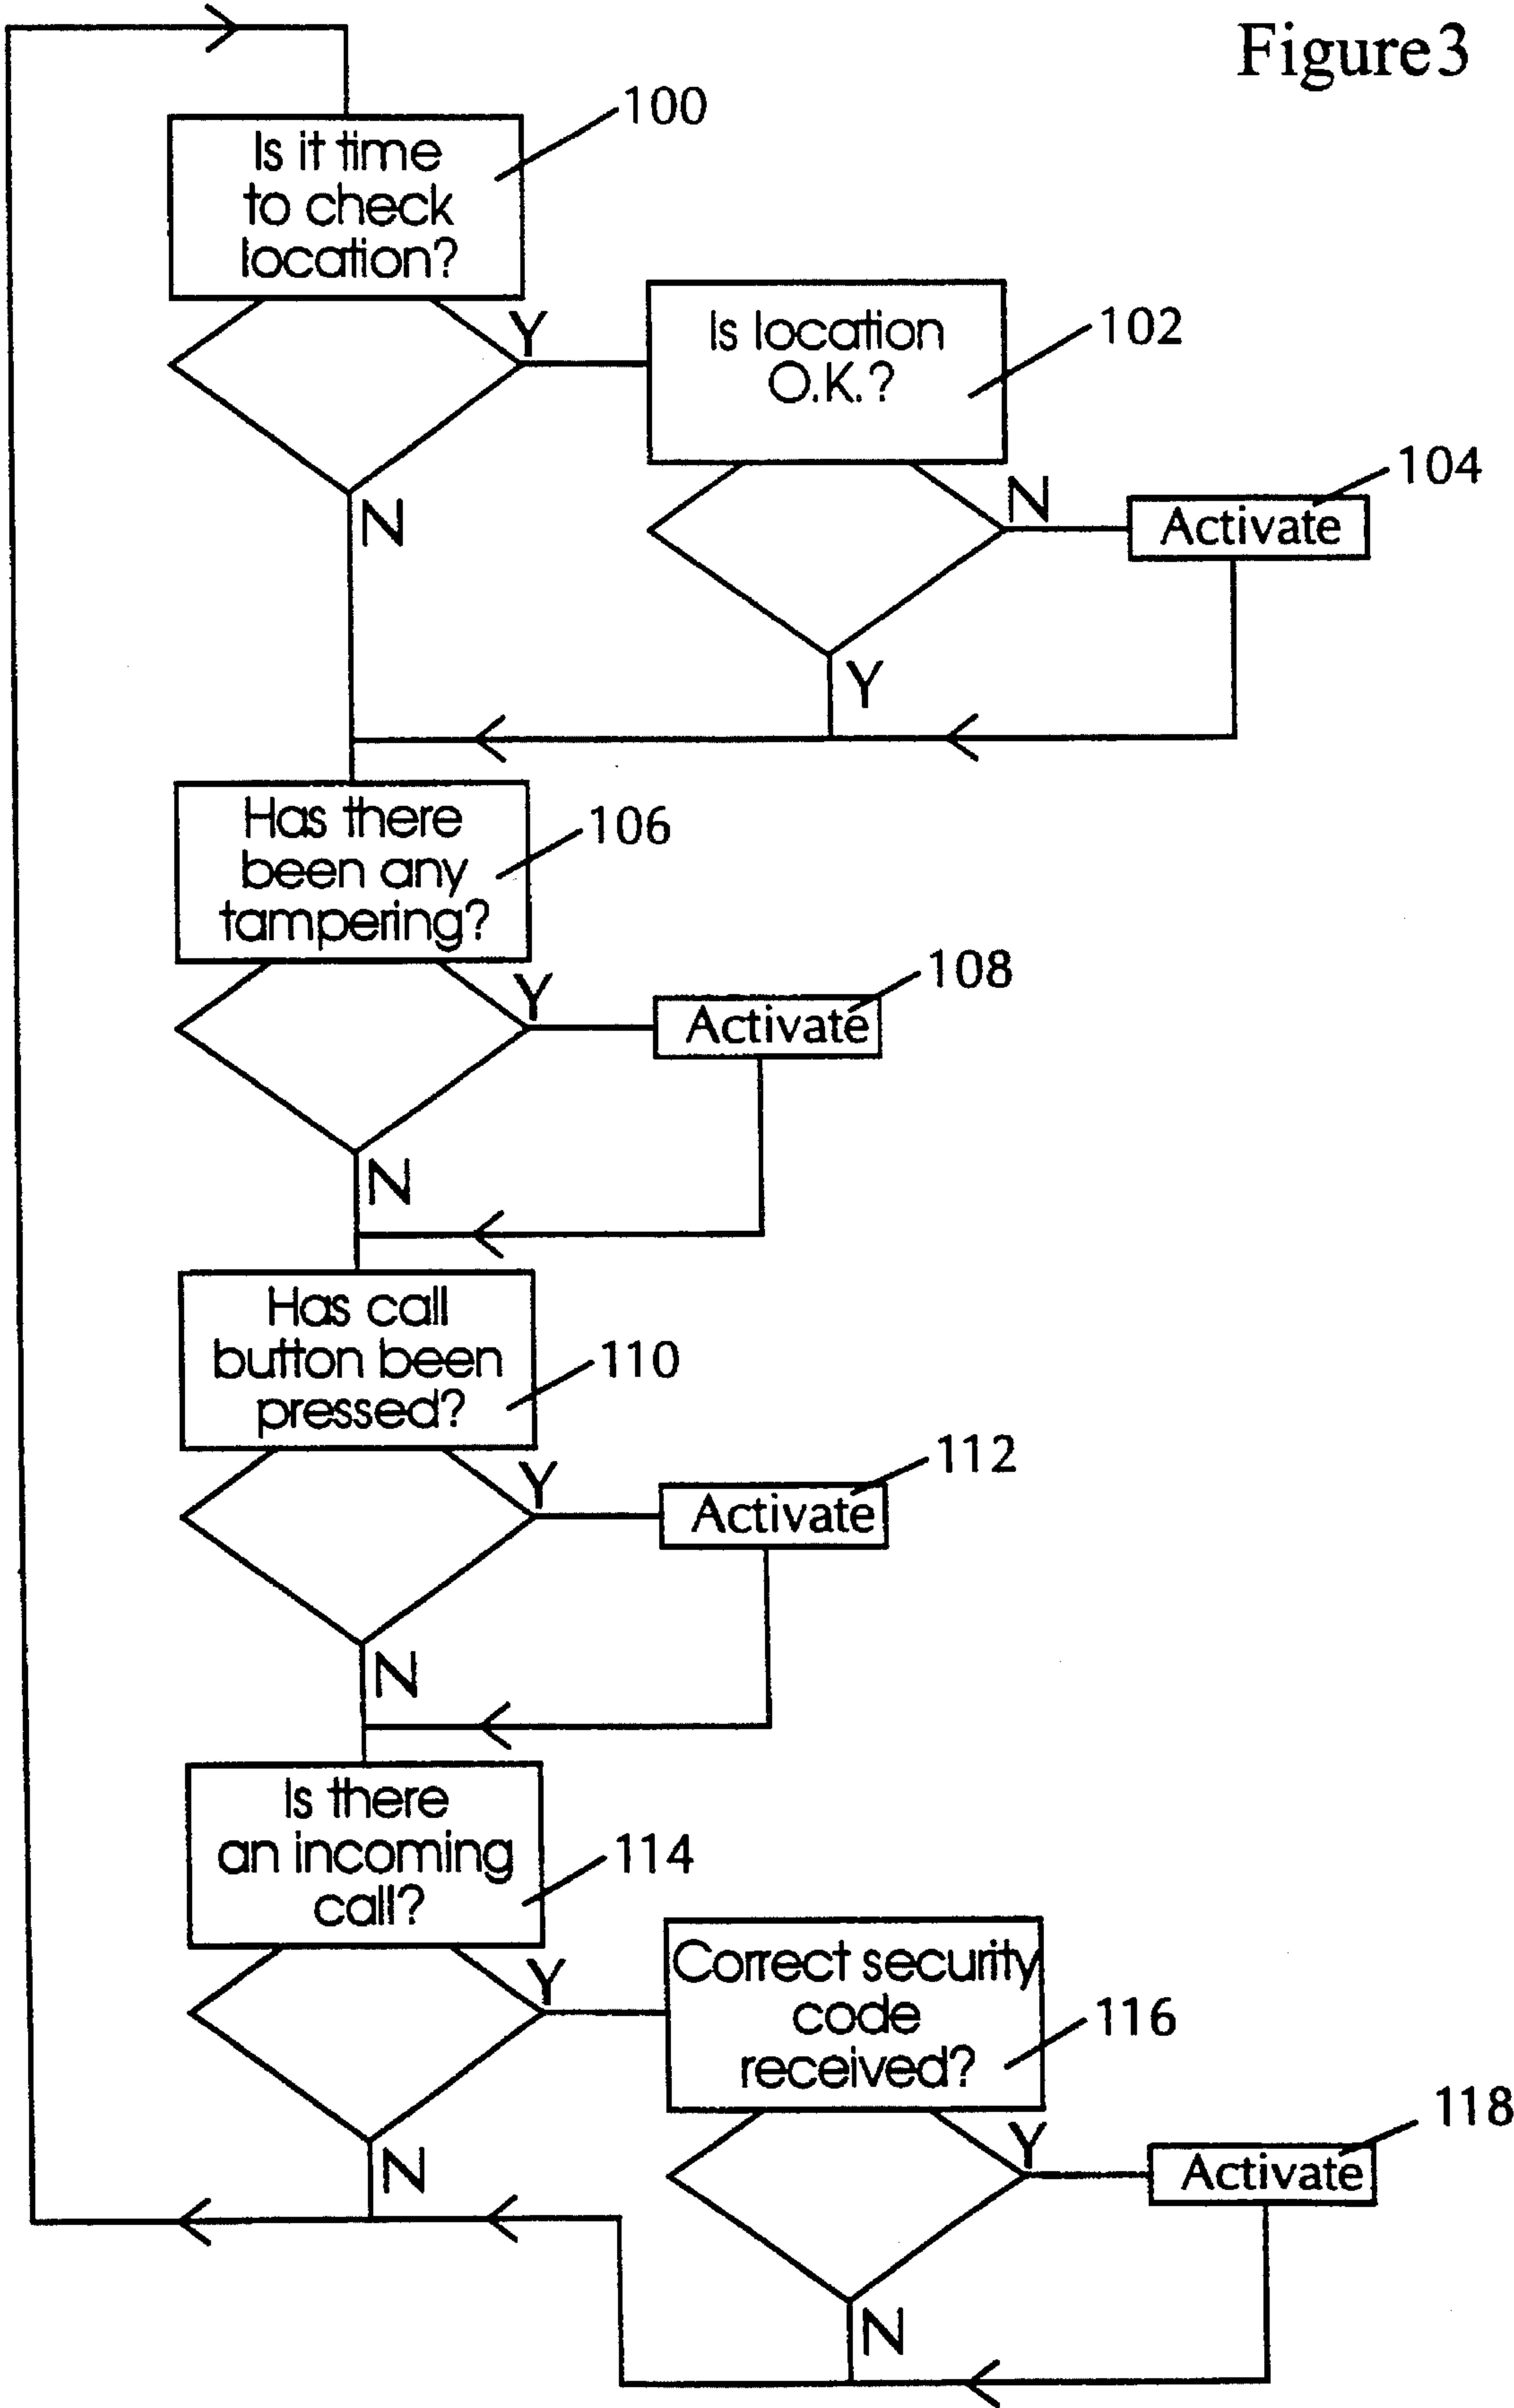 Figure3
100
Is it time
to check
location?
Y
Is location
O.K.?
102
N
N
Activate
104
Y
Has there
been any
tampering?
106
Y
Activate
108
N
Has call
button been
pressed?
110
Y
Activate
112
N
Is there
an incoming
call?
114
Y
Correct security
code
received?
116
N
Y
Activate
118
N